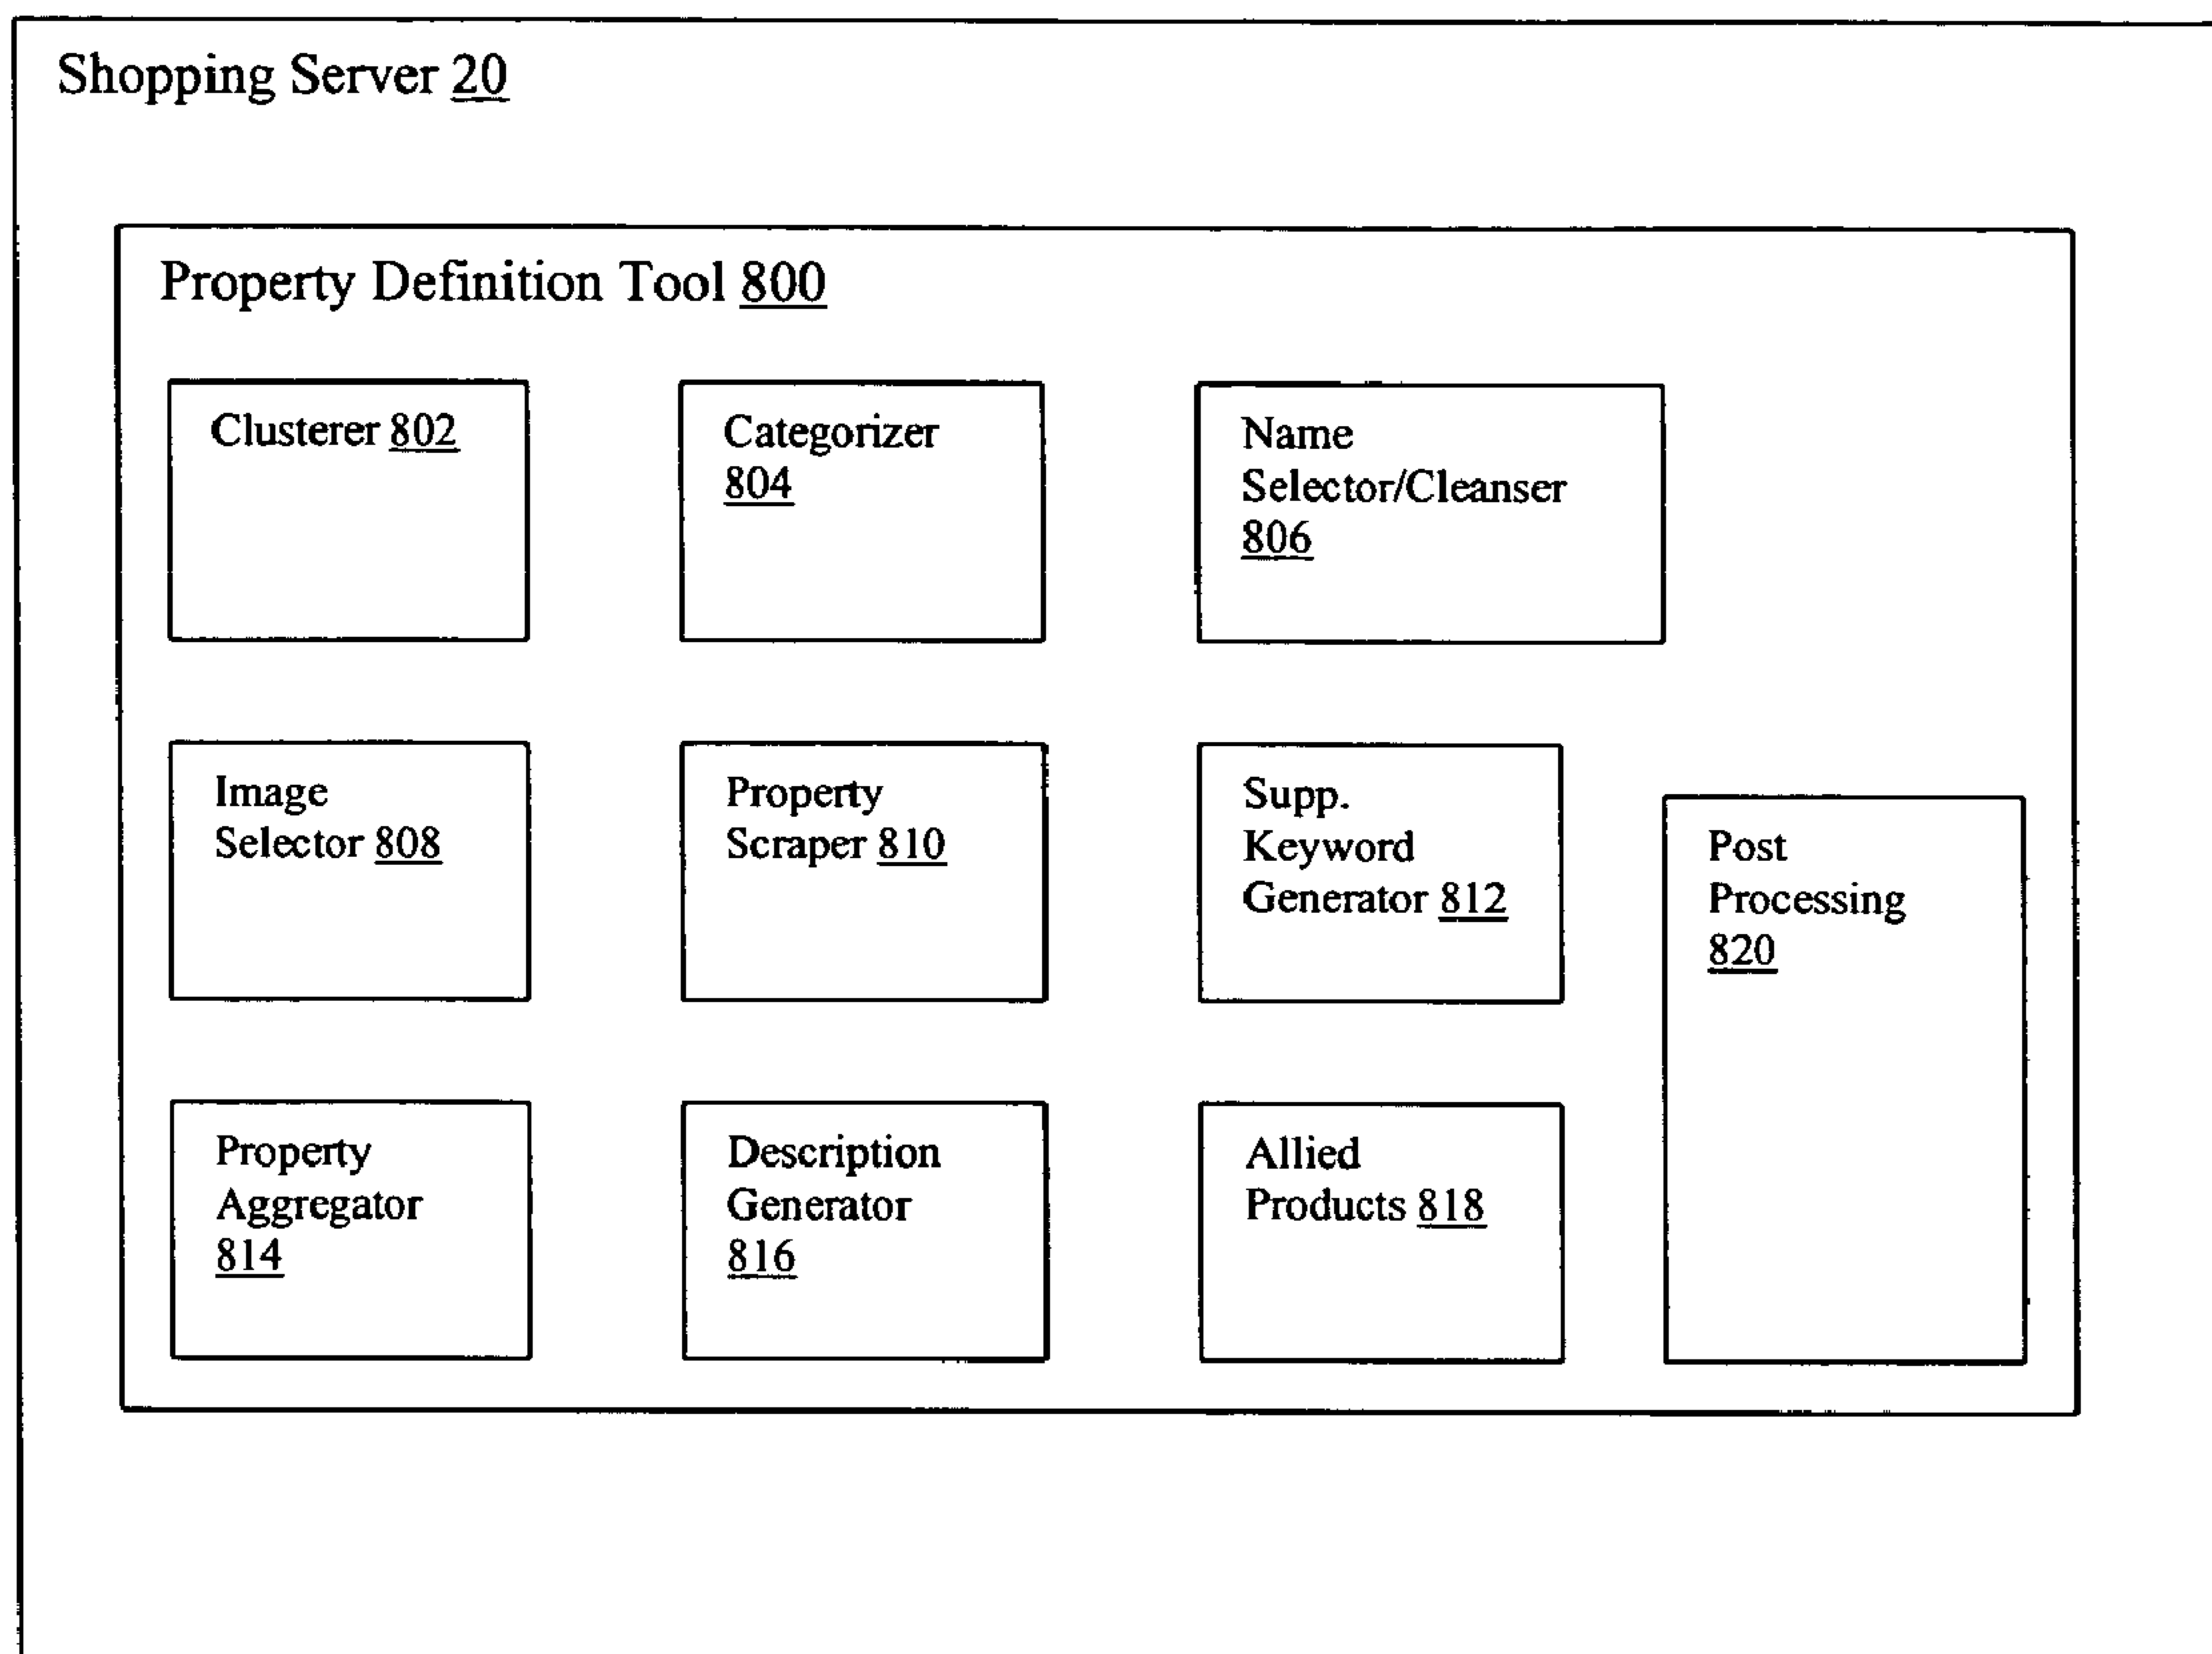 Shopping Server 20
Property Definition Tool 800
Clusterer 802
Categorizer
804
Name
Selector/Cleanser
806
Image
Selector 808
Property
Scraper 810
Supp.
Keyword
Generator 812
Post
Processing
820
Property
Aggregator
814
Description
Generator
816
Allied
Products 818